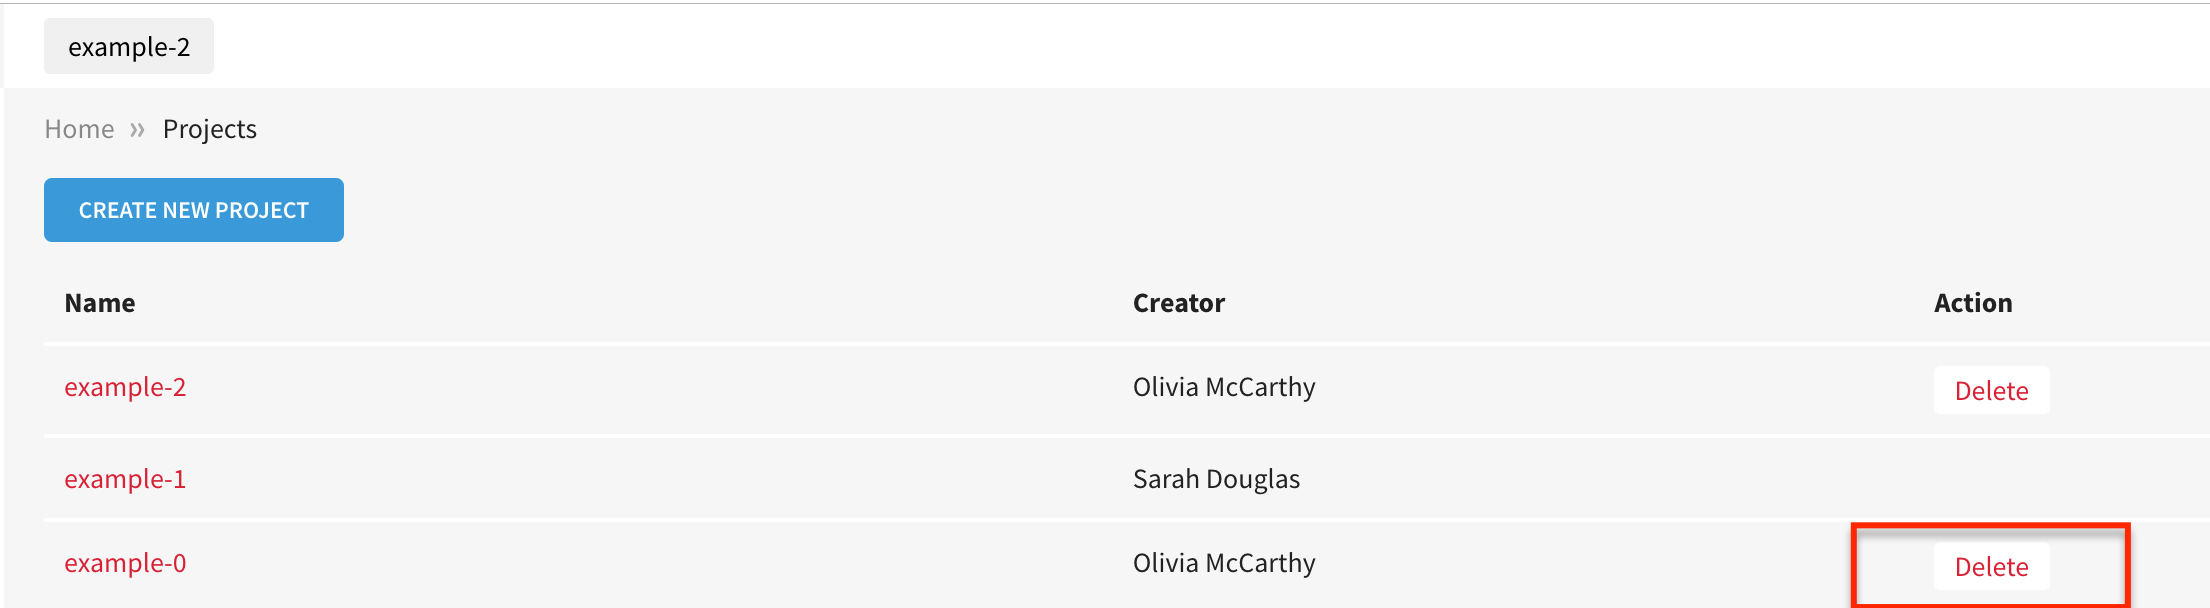 example-2
Home » Projects
CREATE NEW PROJECT
Name Creator Action
example-2 Olivia McCarthy Delete
example-1 Sarah Douglas
example-0 Olivia McCarthy Delete